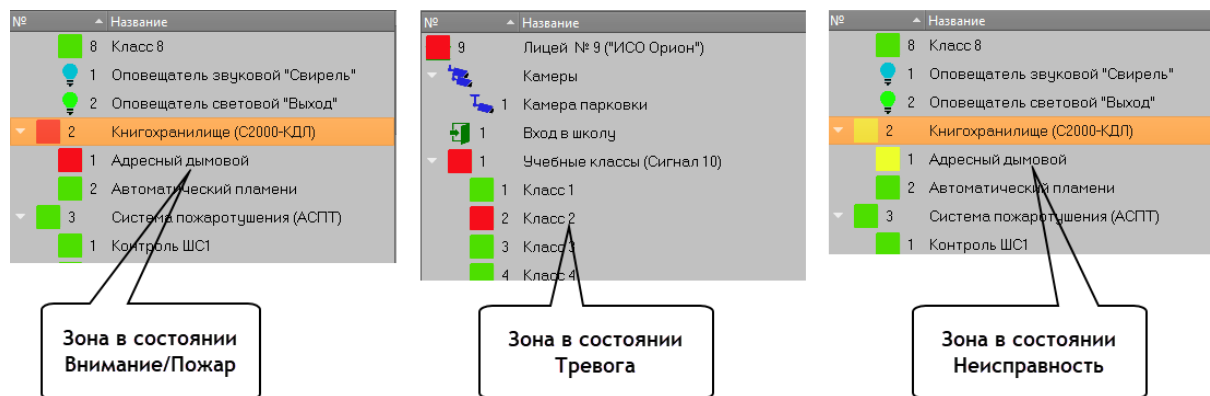 № Название
8 Класс 8
1 Оповещатель звуковой "Свирель"
2 Оповещатель световой "Выход"
2 Книгохранилище (С2000-КДЛ)
1 Адресный дымовой
2 Автоматический пламени
3 Система пожаротушения (АСПТ)
1 Контроль ШС1
Зона в состоянии
Внимание/Пожар
№ Название
9 Лицей № 9 ("ИСО Орион")
Камеры
1 Камера парковки
1 Вход в школу
1 Учебные классы (Сигнал 10)
1 Класс 1
2 Класс 2
3 Класс 3
4 Класс 4
Зона в состоянии
Тревога
№ Название
8 Класс 8
1 Оповещатель звуковой "Свирель"
2 Оповещатель световой "Выход"
2 Книгохранилище (С2000-КДЛ)
1 Адресный дымовой
2 Автоматический пламени
3 Система пожаротушения (АСПТ)
1 Контроль ШС1
Зона в состоянии
Неисправность